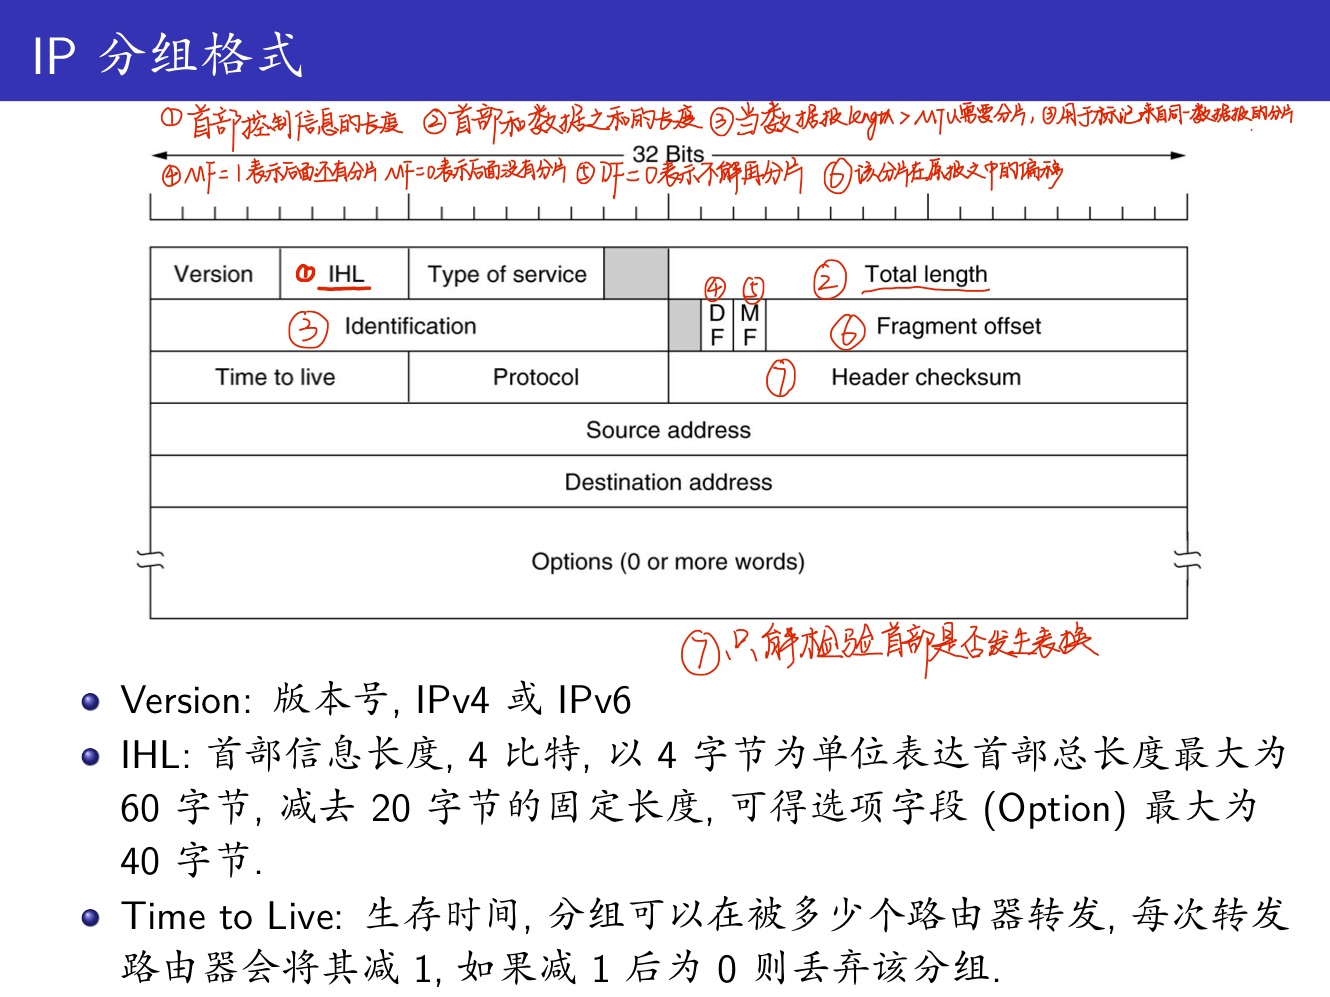 IP 分组格式
① 首部控制信息的长度 ② 首部和数据之和的长度 ③ 当数据报length > MTU需要分片, ③用于标记来自同一数据报的分片
32 Bits
④ MF=1表示后面还有分片 MF=0表示后面没有分片 ⑤ DF=0表示不解再分片 ⑥ 该分片在原报文中的偏移
Version ① IHL Type of service ② Total length
④ ⑤
③ Identification DF MF ⑥ Fragment offset
Time to live Protocol ⑦ Header checksum
Source address
Destination address
Options (0 or more words)
⑦、只解检验首部是否发生表换
Version: 版本号, IPv4 或 IPv6
IHL: 首部信息长度, 4 比特, 以 4 字节为单位表达首部总长度最大为
60 字节, 减去 20 字节的固定长度, 可得选项字段 (Option) 最大为
40 字节.
Time to Live: 生存时间, 分组可以在被多少个路由器转发, 每次转发
路由器会将其减 1, 如果减 1 后为 0 则丢弃该分组.